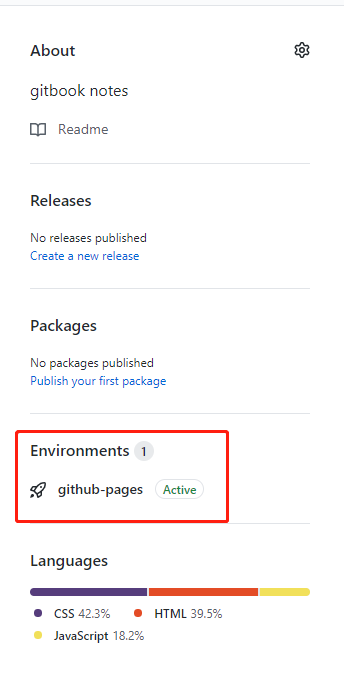 About
gitbook notes
Readme
Releases
No releases published
Create a new release
Packages
No packages published
Publish your first package
Environments 1
github-pages Active
Languages
CSS 42.3% HTML 39.5%
JavaScript 18.2%